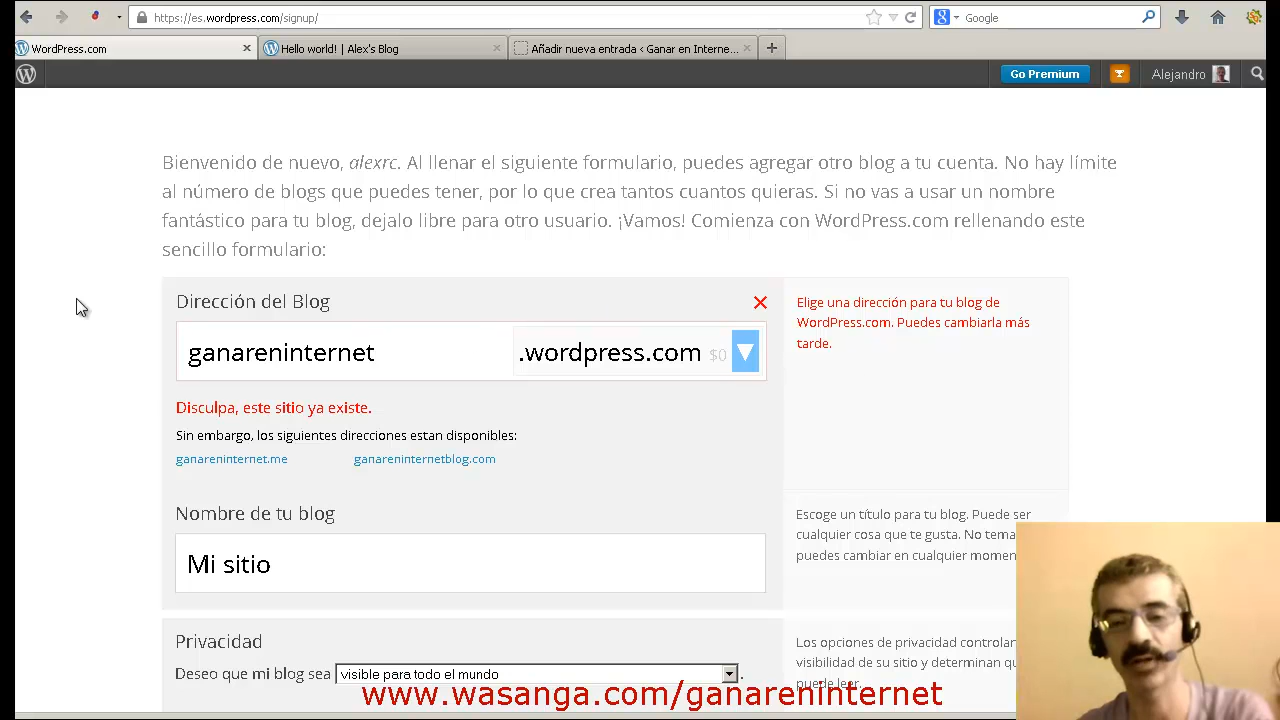 https://es.wordpress.com/signup/
Google
WordPress.com
Hello world! | Alex's Blog
Añadir nueva entrada ‹ Ganar en Interne...
Go Premium
Alejandro
Bienvenido de nuevo, alexrc. Al llenar el siguiente formulario, puedes agregar otro blog a tu cuenta. No hay límite
al número de blogs que puedes tener, por lo que crea tantos cuantos quieras. Si no vas a usar un nombre
fantástico para tu blog, dejalo libre para otro usuario. ¡Vamos! Comienza con WordPress.com rellenando este
sencillo formulario:
Dirección del Blog
ganareninternet
.wordpress.com $0
Elige una dirección para tu blog de
WordPress.com. Puedes cambiarla más
tarde.
Disculpa, este sitio ya existe.
Sin embargo, los siguientes direcciones estan disponibles:
ganareninternet.me
ganareninternetblog.com
Nombre de tu blog
Mi sitio
Escoge un título para tu blog. Puede ser
cualquier cosa que te gusta. No tema
puedes cambiar en cualquier momen
Privacidad
Deseo que mi blog sea visible para todo el mundo .
Los opciones de privacidad controlar
visibilidad de su sitio y determinan qu
puede leer.
www.wasanga.com/ganareninternet